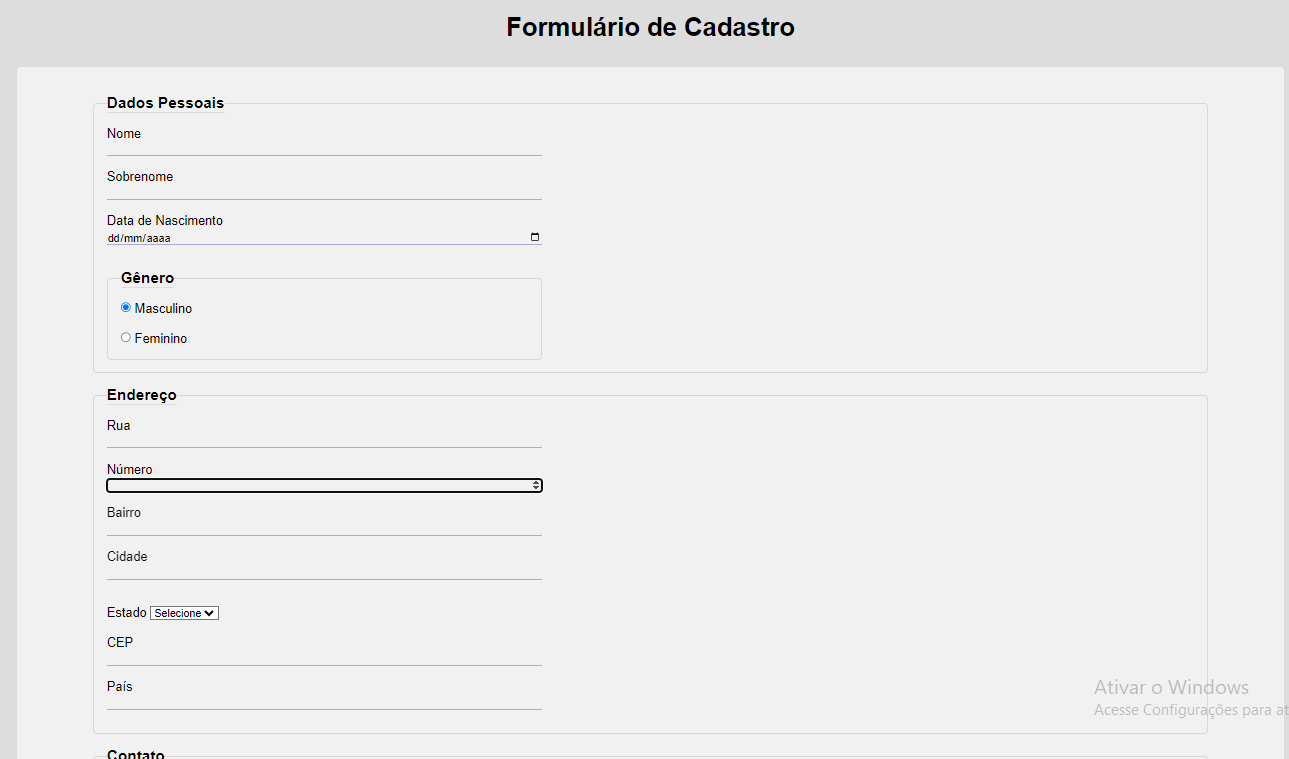 Formulário de Cadastro
Dados Pessoais
Nome
Sobrenome
Data de Nascimento
dd/mm/aaaa
Gênero
Masculino
Feminino
Endereço
Rua
Número
Bairro
Cidade
Estado Selecione
CEP
País
Ativar o Windows
Acesse Configurações para at
Contato